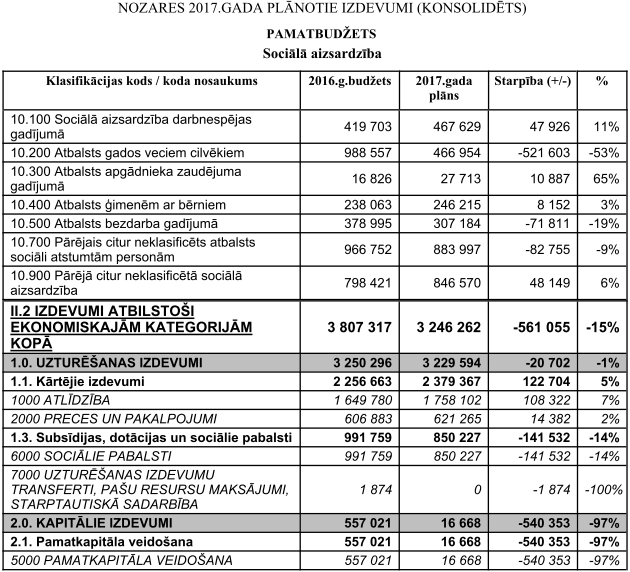 NOZARES 2017.GADA PLĀNOTIE IZDEVUMI (KONSOLIDĒTS)
PAMATBUDŽETS
Sociālā aizsardzība
Klasifikācijas kods / koda nosaukums 2016.g.budžets 2017.gada plāns Starpība (+/-) %
10.100 Sociālā aizsardzība darbnespējas
gadījumā 419 703 467 629 47 926 11%
10.200 Atbalsts gados veciem cilvēkiem 988 557 466 954 -521 603 -53%
10.300 Atbalsts apgādnieka zaudējuma
gadījumā 16 826 27 713 10 887 65%
10.400 Atbalsts ģimenēm ar bērniem 238 063 246 215 8 152 3%
10.500 Atbalsts bezdarba gadījumā 378 995 307 184 -71 811 -19%
10.700 Pārējais citur neklasificēts atbalsts
sociāli atstumtām personām 966 752 883 997 -82 755 -9%
10.900 Pārējā citur neklasificētā sociālā
aizsardzība 798 421 846 570 48 149 6%
II.2 IZDEVUMI ATBILSTOŠI
EKONOMISKAJĀM KATEGORIJĀM
KOPĀ 3 807 317 3 246 262 -561 055 -15%
1.0. UZTURĒŠANAS IZDEVUMI 3 250 296 3 229 594 -20 702 -1%
1.1. Kārtējie izdevumi 2 256 663 2 379 367 122 704 5%
1000 ATLĪDZĪBA 1 649 780 1 758 102 108 322 7%
2000 PRECES UN PAKALPOJUMI 606 883 621 265 14 382 2%
1.3. Subsīdijas, dotācijas un sociālie pabalsti 991 759 850 227 -141 532 -14%
6000 SOCIĀLIE PABALSTI 991 759 850 227 -141 532 -14%
7000 UZTURĒŠANAS IZDEVUMU
TRANSFERTI, PAŠU RESURSU MAKSĀJUMI,
STARPTAUTISKĀ SADARBĪBA 1 874 0 -1 874 -100%
2.0. KAPITĀLIE IZDEVUMI 557 021 16 668 -540 353 -97%
2.1. Pamatkapitāla veidošana 557 021 16 668 -540 353 -97%
5000 PAMATKAPITĀLA VEIDOŠANA 557 021 16 668 -540 353 -97%